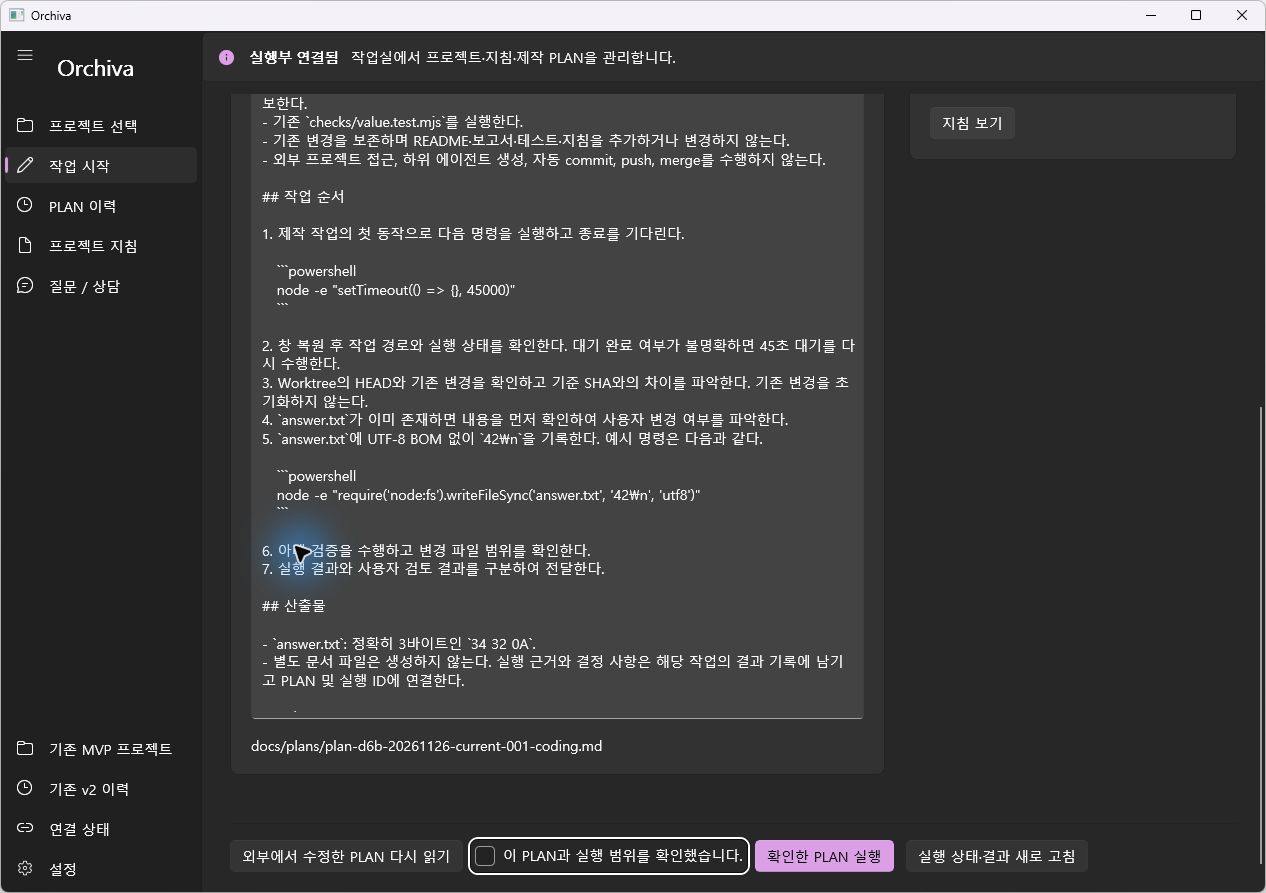 Orchiva
Orchiva
프로젝트 선택
작업 시작
PLAN 이력
프로젝트 지침
질문 / 상담
기존 MVP 프로젝트
기존 v2 이력
연결 상태
설정
실행부 연결됨 작업실에서 프로젝트·지침·제작 PLAN을 관리합니다.
보한다.
- 기존 `checks/value.test.mjs`를 실행한다.
- 기존 변경을 보존하며 README·보고서·테스트·지침을 추가하거나 변경하지 않는다.
- 외부 프로젝트 접근, 하위 에이전트 생성, 자동 commit, push, merge를 수행하지 않는다.
## 작업 순서
1. 제작 작업의 첫 동작으로 다음 명령을 실행하고 종료를 기다린다.
```powershell
node -e "setTimeout(() => {}, 45000)"
```
2. 창 복원 후 작업 경로와 실행 상태를 확인한다. 대기 완료 여부가 불명확하면 45초 대기를 다
시 수행한다.
3. Worktree의 HEAD와 기존 변경을 확인하고 기준 SHA와의 차이를 파악한다. 기존 변경을 초
기화하지 않는다.
4. `answer.txt`가 이미 존재하면 내용을 먼저 확인하여 사용자 변경 여부를 파악한다.
5. `answer.txt`에 UTF-8 BOM 없이 `42₩n`을 기록한다. 예시 명령은 다음과 같다.
```powershell
node -e "require('node:fs').writeFileSync('answer.txt', '42₩n', 'utf8')"
```
6. 아래 검증을 수행하고 변경 파일 범위를 확인한다.
7. 실행 결과와 사용자 검토 결과를 구분하여 전달한다.
## 산출물
- `answer.txt`: 정확히 3바이트인 `34 32 0A`.
- 별도 문서 파일은 생성하지 않는다. 실행 근거와 결정 사항은 해당 작업의 결과 기록에 남기
고 PLAN 및 실행 ID에 연결한다.
docs/plans/plan-d6b-20261126-current-001-coding.md
지침 보기
외부에서 수정한 PLAN 다시 읽기
이 PLAN과 실행 범위를 확인했습니다.
확인한 PLAN 실행
실행 상태·결과 새로 고침